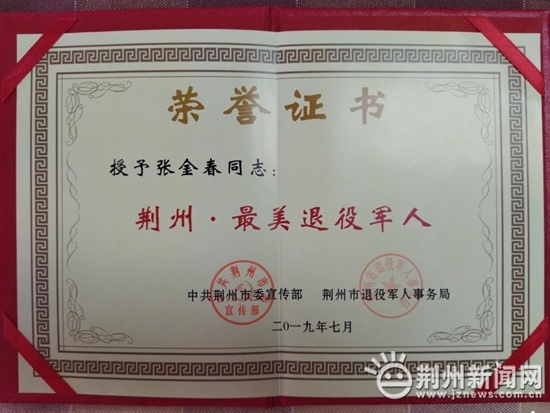 荣誉证书
授予张金春同志：
荆州·最美退役军人
中共荆州市委宣传部 荆州市退役军人事务局
二〇一九年七月
荆州新闻网
www.jznews.com.cn